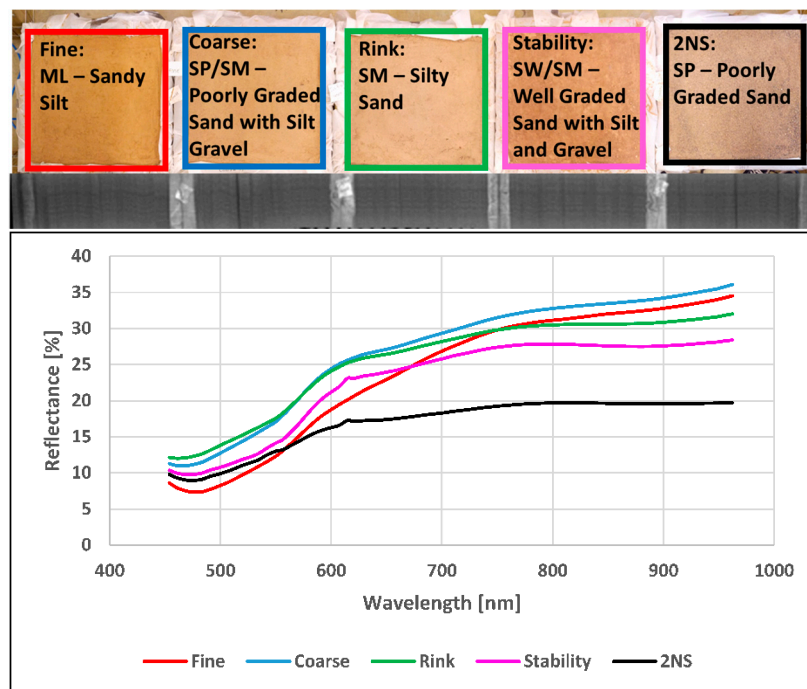 Fine:
ML – Sandy
Silt
Coarse:
SP/SM –
Poorly Graded
Sand with Silt
Gravel
Rink:
SM – Silty
Sand
Stability:
SW/SM –
Well Graded
Sand with Silt
and Gravel
2NS:
SP – Poorly
Graded Sand
40
35
30
25
20
15
10
5
0
Reflectance [%]
400 500 600 700 800 900 1000
Wavelength [nm]
Fine Coarse Rink Stability 2NS